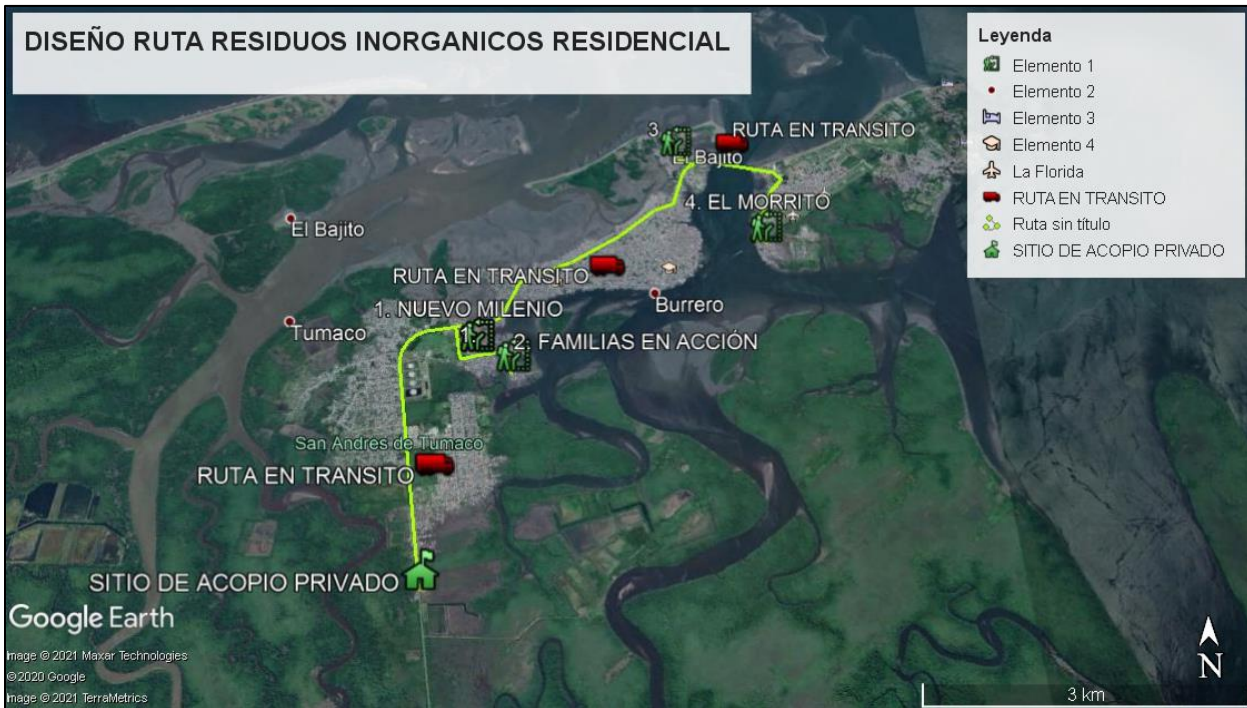 DISEÑO RUTA RESIDUOS INORGANICOS RESIDENCIAL
Leyenda
Elemento 1
Elemento 2
Elemento 3
Elemento 4
La Florida
RUTA EN TRANSITO
Ruta sin título
SITIO DE ACOPIO PRIVADO
3
RUTA EN TRANSITO
El Bajito
4. EL MORRITO
El Bajito
RUTA EN TRANSITO
Burrero
1. NUEVO MILENIO
Tumaco
1.
2. FAMILIAS EN ACCIÓN
San Andres de Tumaco
RUTA EN TRANSITO
SITIO DE ACOPIO PRIVADO
Google Earth
Image © 2021 Maxar Technologies
© 2020 Google
Image © 2021 TerraMetrics
N
3 km